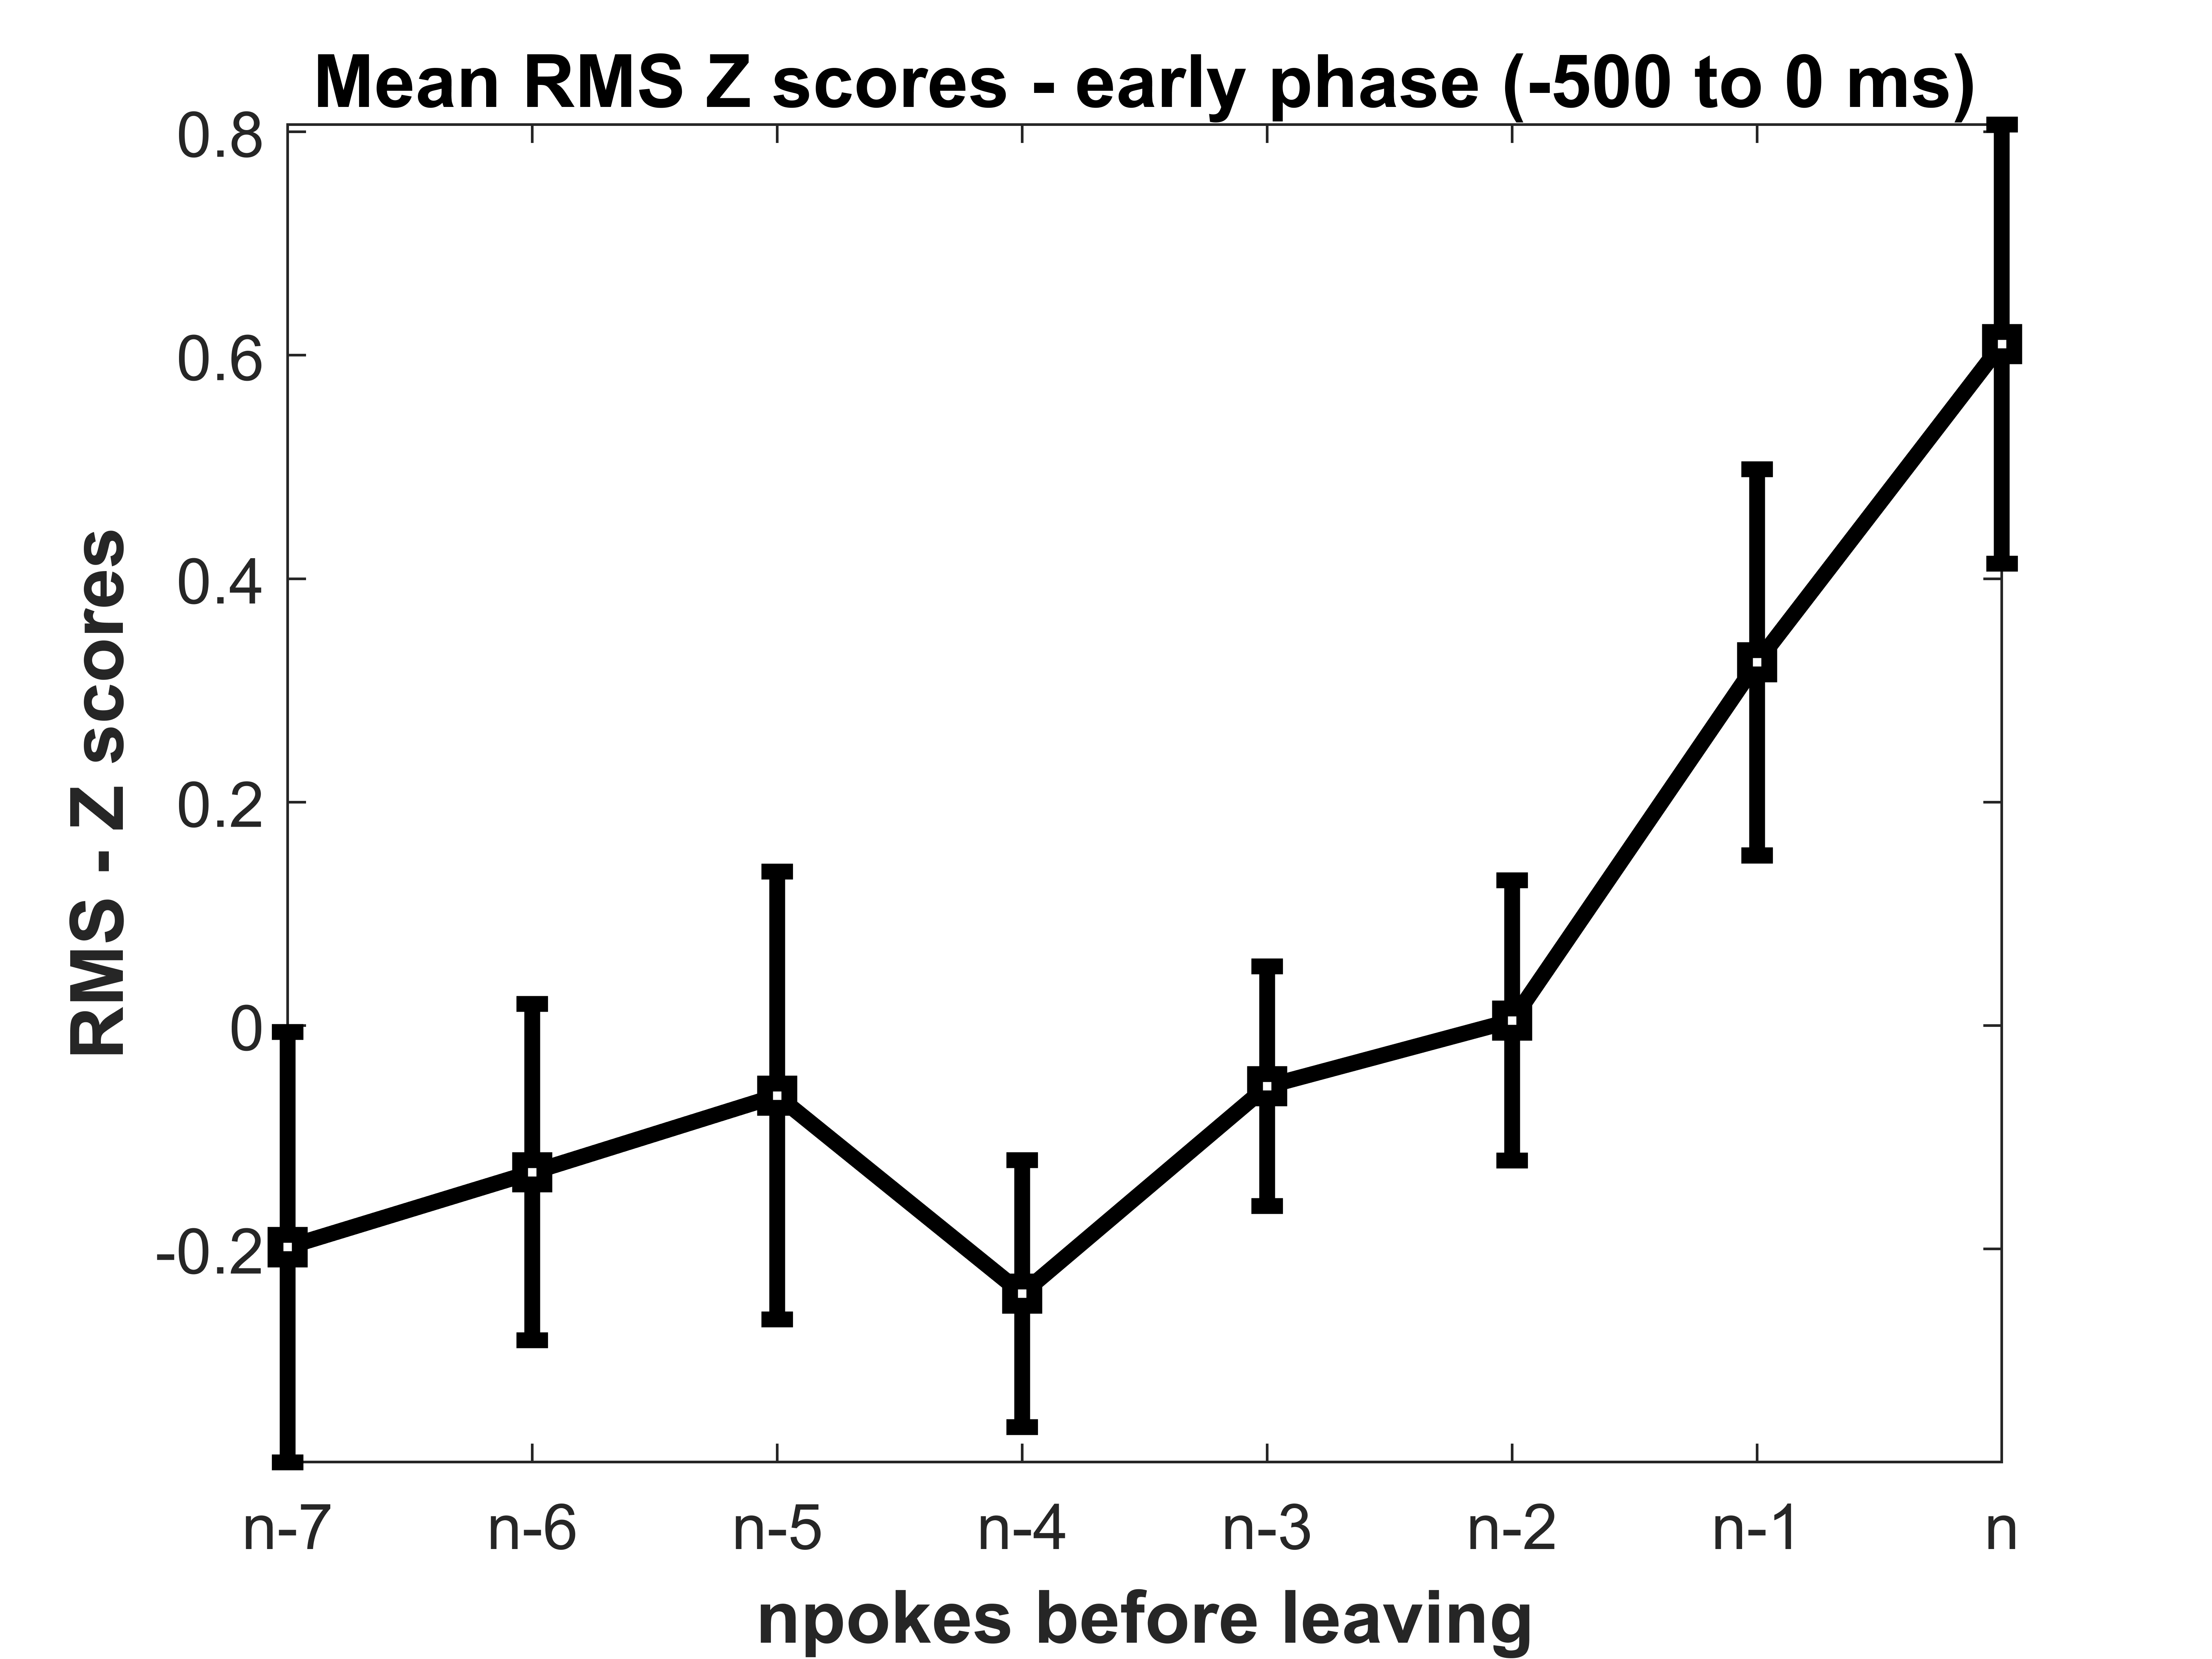 Mean RMS Z scores - early phase (-500 to 0 ms)
0.8
0.6
0.4
0.2
0
-0.2
RMS - Z scores
n-7 n-6 n-5 n-4 n-3 n-2 n-1 n
npokes before leaving